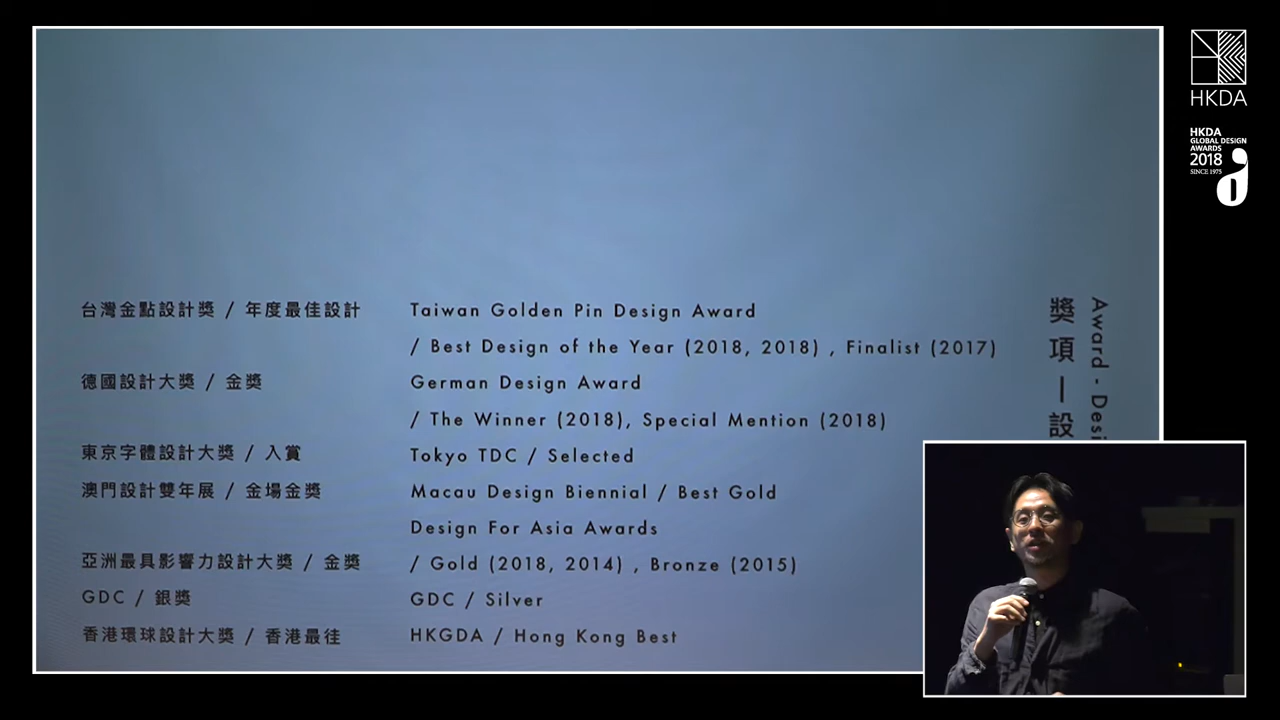 台灣金點設計獎 / 年度最佳設計
Taiwan Golden Pin Design Award
/ Best Design of the Year (2018, 2018) , Finalist (2017)
德國設計大獎 / 金獎
German Design Award
/ The Winner (2018), Special Mention (2018)
東京字體設計大獎 / 入賞
Tokyo TDC / Selected
澳門設計雙年展 / 金場金獎
Macau Design Biennial / Best Gold
Design For Asia Awards
亞洲最具影響力設計大獎 / 金獎
/ Gold (2018, 2014) , Bronze (2015)
GDC / 銀獎
GDC / Silver
香港環球設計大獎 / 香港最徍
HKGDA / Hong Kong Best
獎項—設
Award - Desi
HKDA
HKDA
GLOBAL DESIGN
AWARDS
2018
SINCE 1975